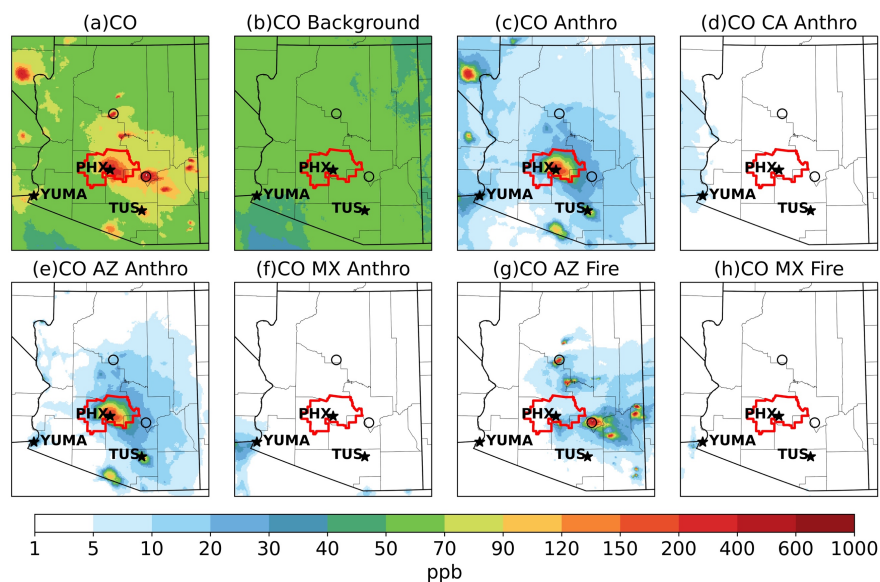 (a)CO (b)CO Background (c)CO Anthro (d)CO CA Anthro
PHX PHX PHX PHX
YUMA YUMA YUMA YUMA
TUS TUS TUS TUS
(e)CO AZ Anthro (f)CO MX Anthro (g)CO AZ Fire (h)CO MX Fire
PHX PHX PHX PHX
YUMA YUMA YUMA YUMA
TUS TUS TUS TUS
1 5 10 20 30 40 50 70 90 120 150 200 400 600 1000
ppb